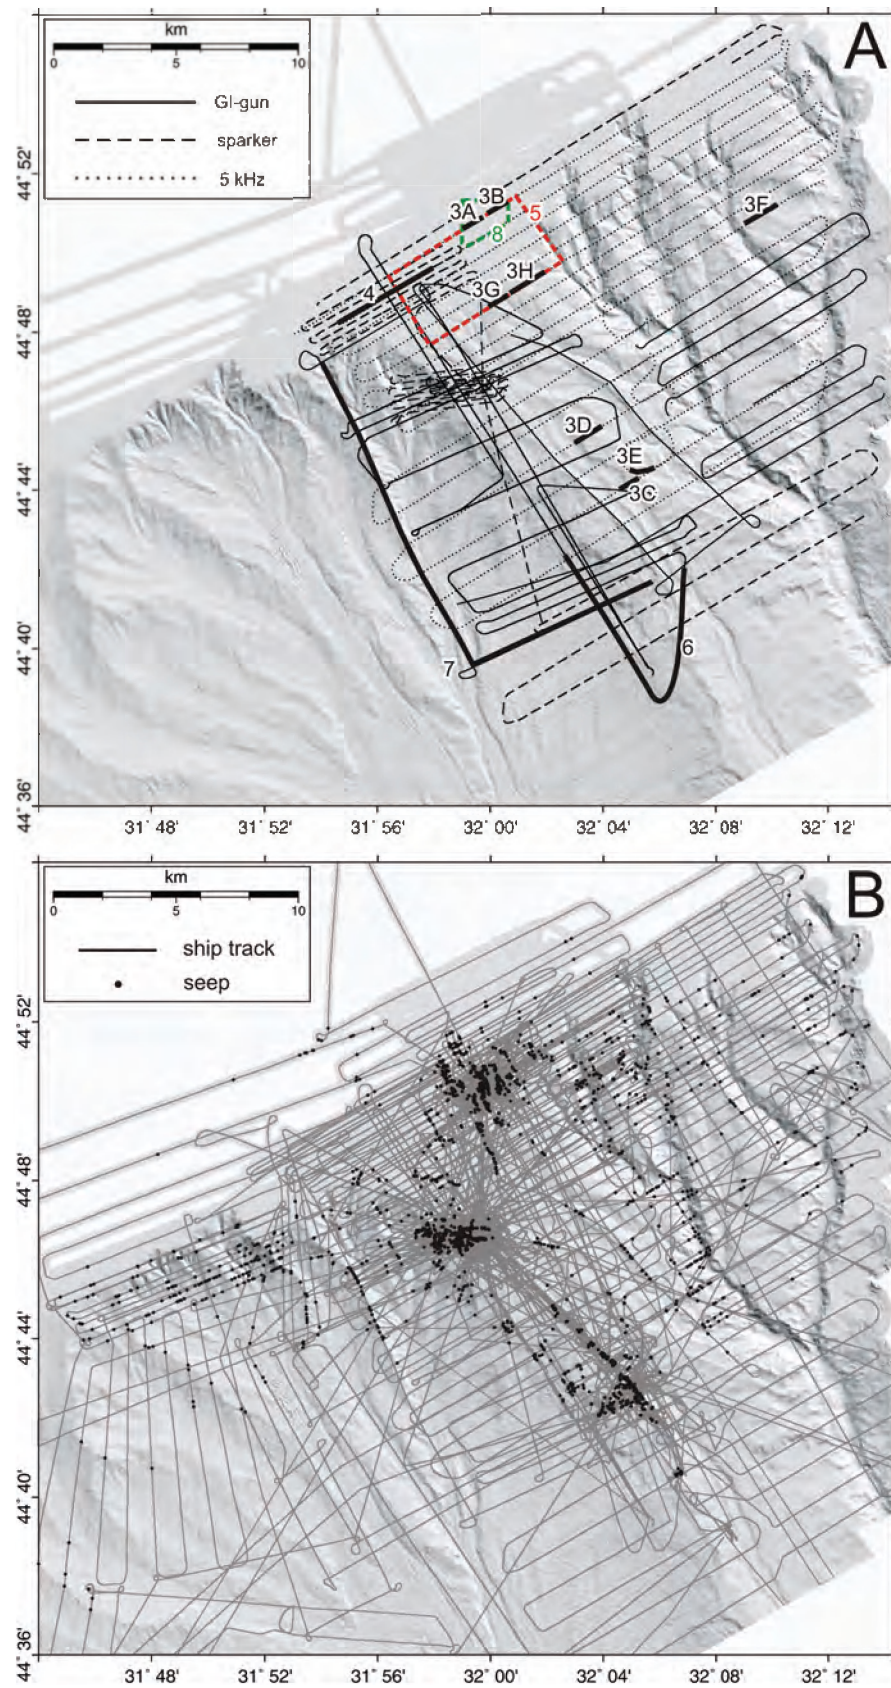 km
0 5 10
GI-gun
sparker
5 kHz
A
3B
3A
5
8
3F
3H
3G
4
3D
3E
3C
6
7
44° 52'
44° 48'
44° 44'
44° 40'
44° 36'
31° 48' 31° 52' 31° 56' 32° 00' 32° 04' 32° 08' 32° 12'
km
0 5 10
ship track
seep
B
44° 52'
44° 48'
44° 44'
44° 40'
44° 36'
31° 48' 31° 52' 31° 56' 32° 00' 32° 04' 32° 08' 32° 12'